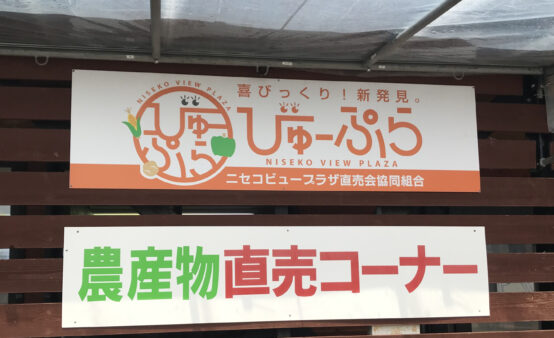 NISEKO VIEW PLAZA
びゅー
ぷら
喜びっくり！新発見。
びゅーぷら
NISEKO VIEW PLAZA
ニセコビュープラザ直売会協同組合
農産物直売コーナー